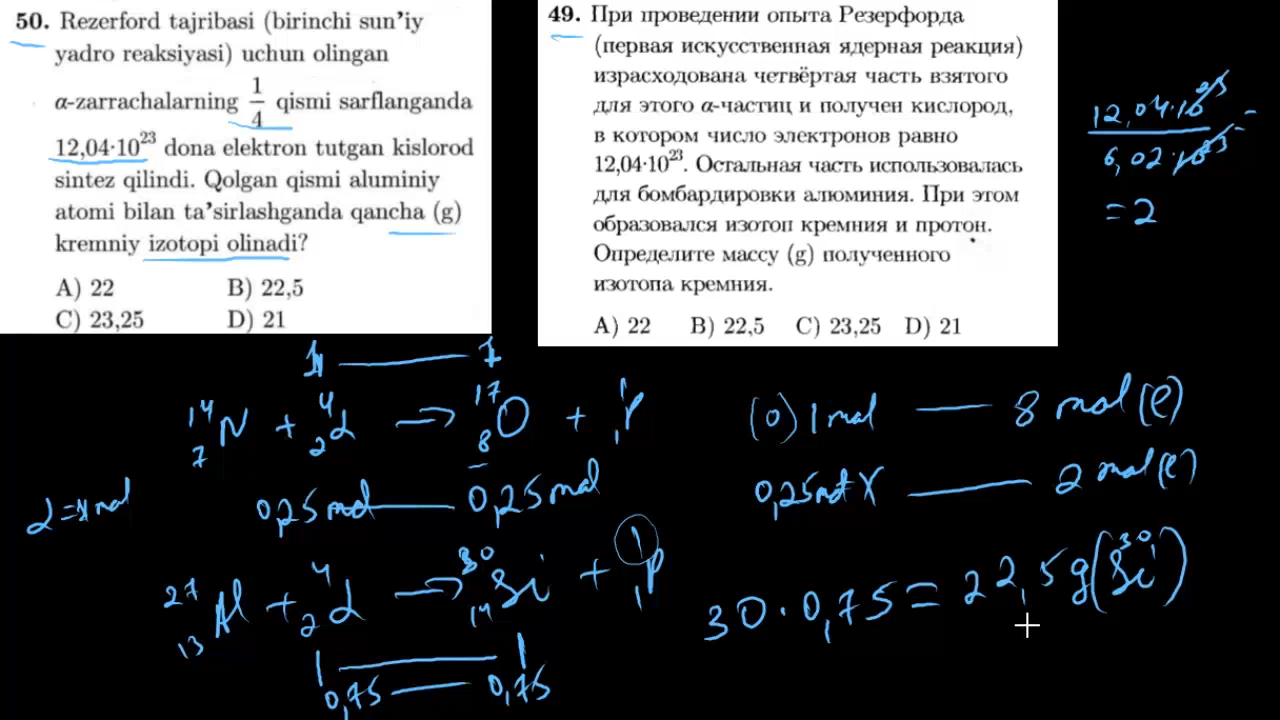 50. Rezerford tajribasi (birinchi sun'iy
yadro reaksiyasi) uchun olingan
α-zarrachalarning 1/4 qismi sarflanganda
12,04·10²³ dona elektron tutgan kislorod
sintez qilindi. Qolgan qismi aluminiy
atomi bilan ta'sirlashganda qancha (g)
kremniy izotopi olinadi?
A) 22 B) 22,5
C) 23,25 D) 21
49. При проведении опыта Резерфорда
(первая искусственная ядерная реакция)
израсходована четвёртая часть взятого
для этого α-частиц и получен кислород,
в котором число электронов равно
12,04·10²³. Остальная часть использовалась
для бомбардировки алюминия. При этом
образовался изотоп кремния и протон.
Определите массу (g) полученного
изотопа кремния.
A) 22 B) 22,5 C) 23,25 D) 21
12,04·10²³
6,02·10²³
= 2
1 — 1
¹⁴₇N + ⁴₂α → ¹⁷₈O + ¹₁P
0,25 mol — 0,25 mol
α = 1 mol
²⁷₁₃Al + ⁴₂α → ³⁰₁₄Si + ¹₁P
1 — 1
0,75 — 0,75
(O) 1 mol — 8 mol (e)
0,25 mol X — 2 mol (e)
30 · 0,75 = 22,5 g (³⁰Si)